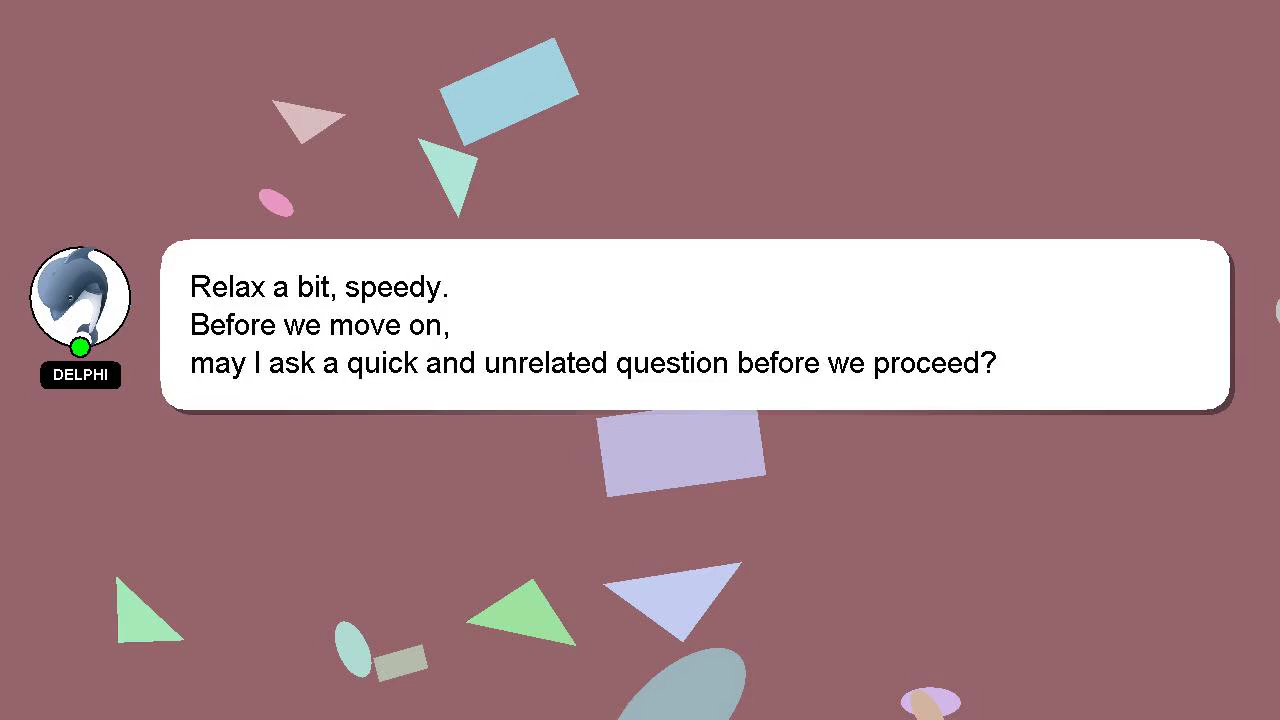 Relax a bit, speedy.
Before we move on,
may I ask a quick and unrelated question before we proceed?
DELPHI